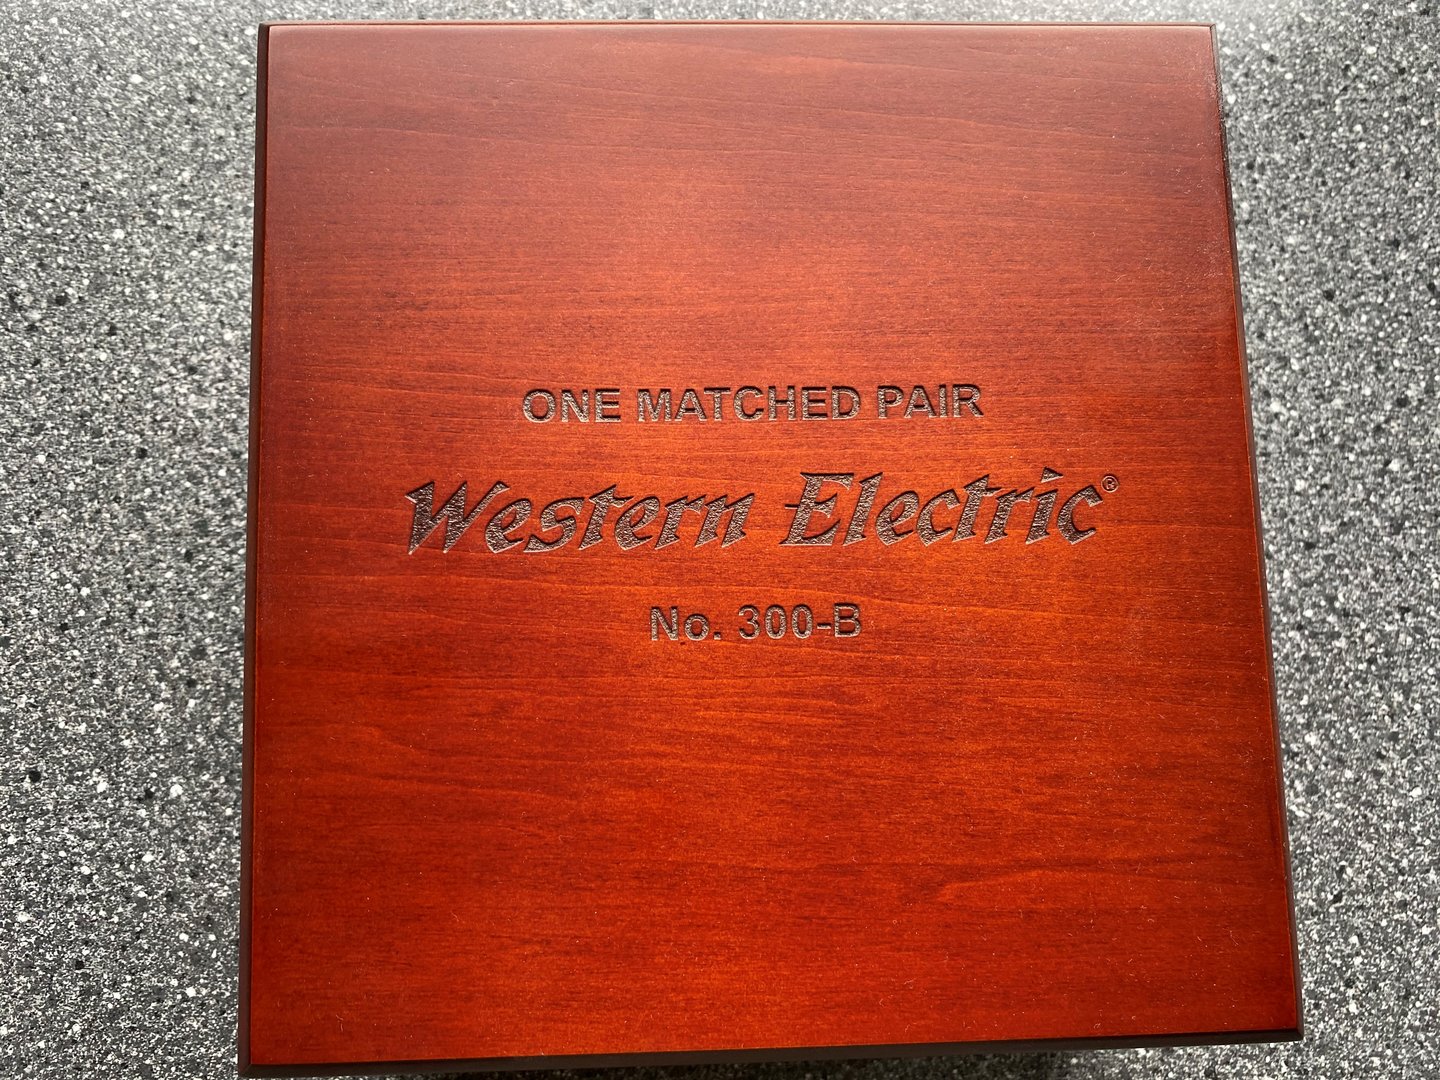 ONE MATCHED PAIR
Western Electric®
No. 300-B